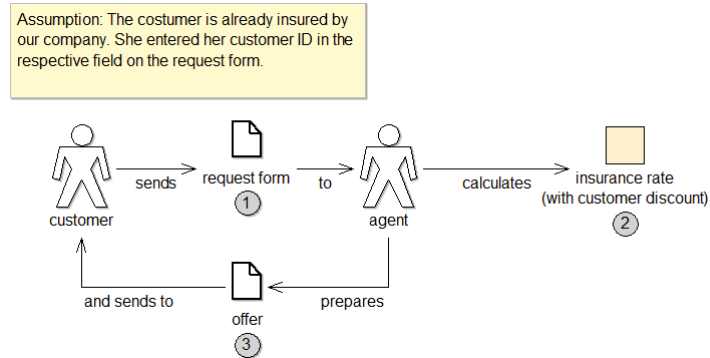 Assumption: The costumer is already insured by
our company. She entered her customer ID in the
respective field on the request form.
sends
request form
to
calculates
insurance rate
(with customer discount)
customer
1
agent
2
and sends to
prepares
offer
3